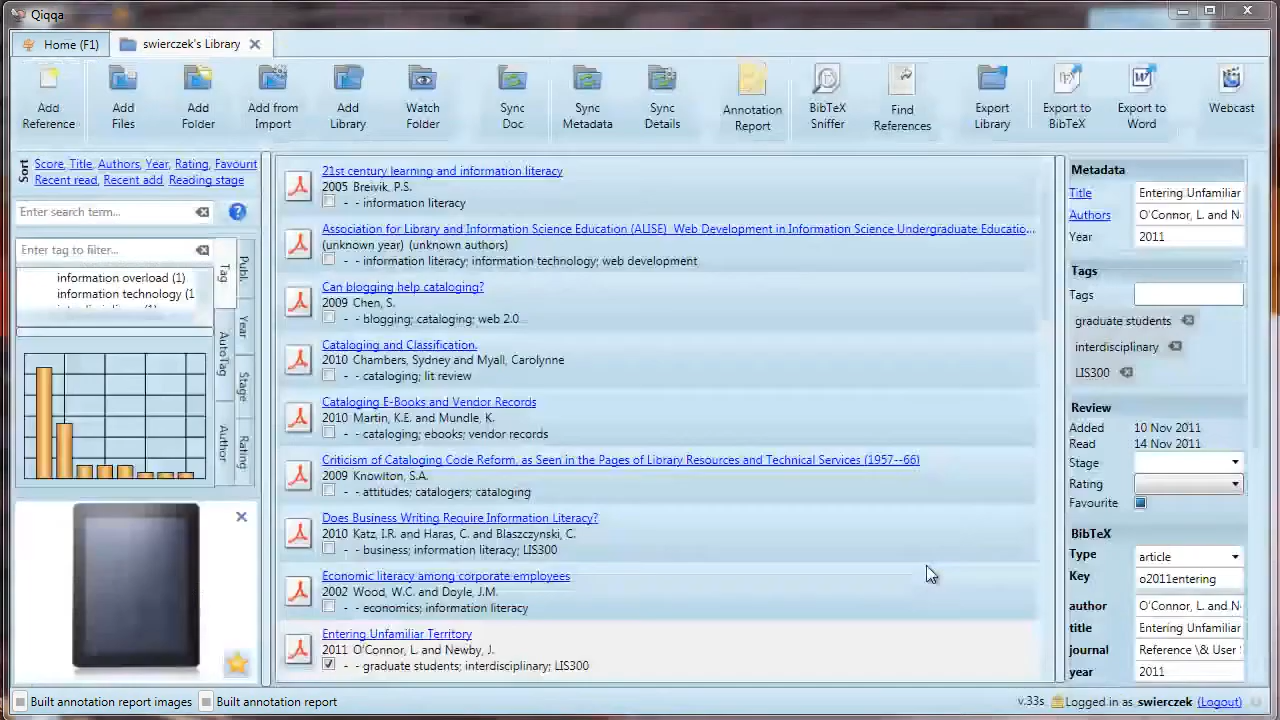 Qiqqa
Home (F1)
swierczek's Library
Add Reference
Add Files
Add Folder
Add from Import
Add Library
Watch Folder
Sync Doc
Sync Metadata
Sync Details
Annotation Report
BibTeX Sniffer
Find References
Export Library
Export to BibTeX
Export to Word
Webcast
Sort
Score, Title, Authors, Year, Rating, Favourit
Recent read, Recent add, Reading stage
Enter search term...
Enter tag to filter...
information overload (1)
information technology (1
Tag
AutoTag
Author
Publ.
Year
Stage
Rating
21st century learning and information literacy
2005 Breivik, P.S.
- - information literacy
Association for Library and Information Science Education (ALISE) Web Development in Information Science Undergraduate Educatio...
(unknown year) (unknown authors)
- - information literacy; information technology; web development
Can blogging help cataloging?
2009 Chen, S.
- - blogging; cataloging; web 2.0
Cataloging and Classification.
2010 Chambers, Sydney and Myall, Carolynne
- - cataloging; lit review
Cataloging E-Books and Vendor Records
2010 Martin, K.E. and Mundle, K.
- - cataloging; ebooks; vendor records
Criticism of Cataloging Code Reform, as Seen in the Pages of Library Resources and Technical Services (1957--66)
2009 Knowlton, S.A.
- - attitudes; catalogers; cataloging
Does Business Writing Require Information Literacy?
2010 Katz, I.R. and Haras, C. and Blaszczynski, C.
- - business; information literacy; LIS300
Economic literacy among corporate employees
2002 Wood, W.C. and Doyle, J.M.
- - economics; information literacy
Entering Unfamiliar Territory
2011 O'Connor, L. and Newby, J.
- - graduate students; interdisciplinary; LIS300
Metadata
Title Entering Unfamiliar
Authors O'Connor, L. and N
Year 2011
Tags
Tags
graduate students
interdisciplinary
LIS300
Review
Added 10 Nov 2011
Read 14 Nov 2011
Stage
Rating
Favourite
BibTeX
Type article
Key o2011entering
author O'Connor, L. and N
title Entering Unfamiliar
journal Reference \& User
year 2011
Built annotation report images
Built annotation report
v.33s
Logged in as swierczek (Logout)